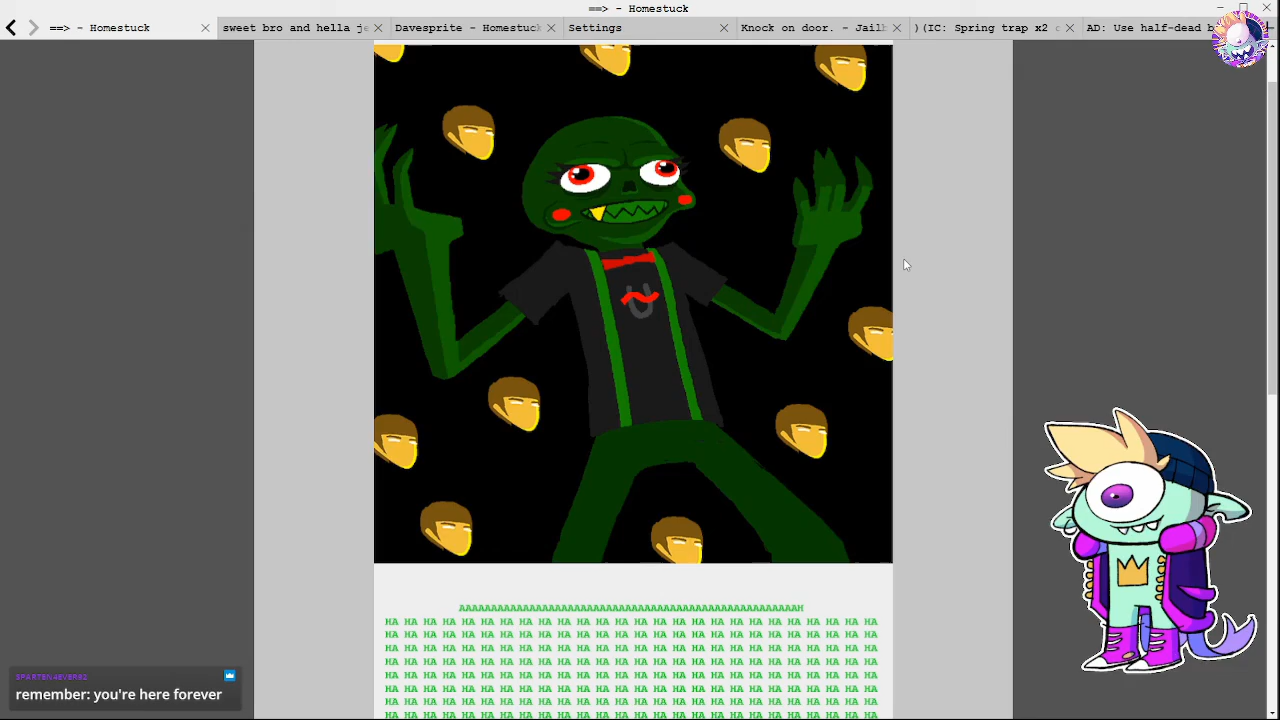 ==> - Homestuck
==> - Homestuck
sweet bro and hella je
Davesprite - Homestuck
Settings
Knock on door. - Jailb
)(IC: Spring trap x2 c
AD: Use half-dead
AAAAAAAAAAAAAAAAAAAAAAAAAAAAAAAAAAAAAAAAAAAAAAAAAAAAAH
HA HA HA HA HA HA HA HA HA HA HA HA HA HA HA HA HA HA HA HA HA HA HA HA HA HA
HA HA HA HA HA HA HA HA HA HA HA HA HA HA HA HA HA HA HA HA HA HA HA HA HA HA
HA HA HA HA HA HA HA HA HA HA HA HA HA HA HA HA HA HA HA HA HA HA HA HA HA HA
HA HA HA HA HA HA HA HA HA HA HA HA HA HA HA HA HA HA HA HA HA HA HA HA HA HA
HA HA HA HA HA HA HA HA HA HA HA HA HA HA HA HA HA HA HA HA HA HA HA HA HA HA
HA HA HA HA HA HA HA HA HA HA HA HA HA HA HA HA HA HA HA HA HA HA HA HA HA HA
HA HA HA HA HA HA HA HA HA HA HA HA HA HA HA HA HA HA HA HA HA HA HA HA HA HA
HA HA HA HA HA HA HA HA HA HA HA HA HA HA HA HA HA HA HA HA HA HA HA HA HA HA
SPARTEN4EVER82
remember: you're here forever